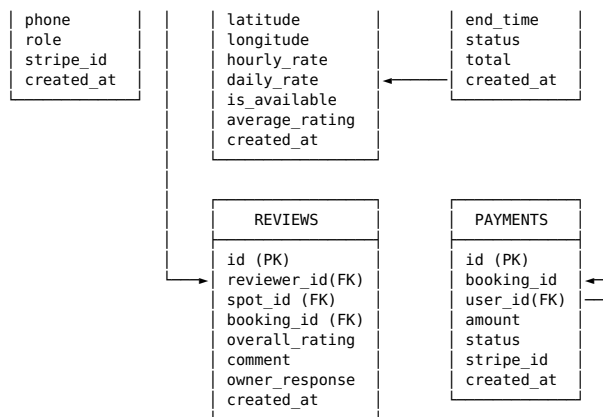 phone
role
stripe_id
created_at
latitude
longitude
hourly_rate
daily_rate
is_available
average_rating
created_at
end_time
status
total
created_at
REVIEWS
id (PK)
reviewer_id(FK)
spot_id (FK)
booking_id (FK)
overall_rating
comment
owner_response
created_at
PAYMENTS
id (PK)
booking_id
user_id(FK)
amount
status
stripe_id
created_at